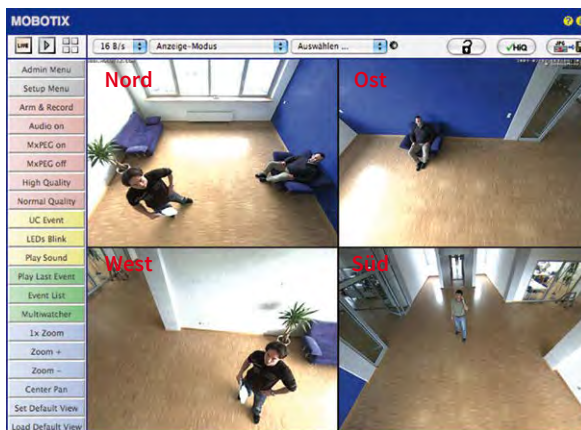 MOBOTIX
LIVE
16 B/s Anzeige-Modus Auswählen ... HiQ
Admin Menu
Setup Menu
Arm & Record
Audio on
MxPEG on
MxPEG off
High Quality
Normal Quality
UC Event
LEDs Blink
Play Sound
Play Last Event
Event List
Multiwatcher
1x Zoom
Zoom +
Zoom –
Center Pan
Set Default View
Load Default View
Nord
Ost
West
Süd